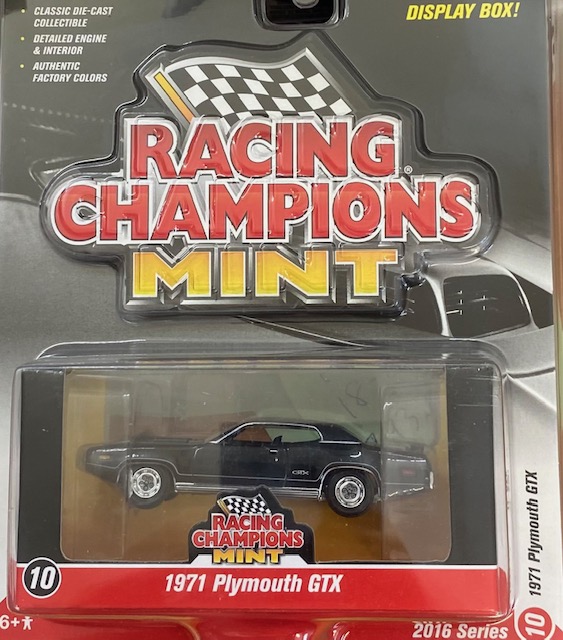 • CLASSIC DIE-CAST
COLLECTIBLE
• DETAILED ENGINE
& INTERIOR
• AUTHENTIC
FACTORY COLORS
DISPLAY BOX!
RACING
CHAMPIONS®
MINT
GTX
RACING
CHAMPIONS
MINT
10
1971 Plymouth GTX
6+
2016 Series
10
1971 Plymouth GTX